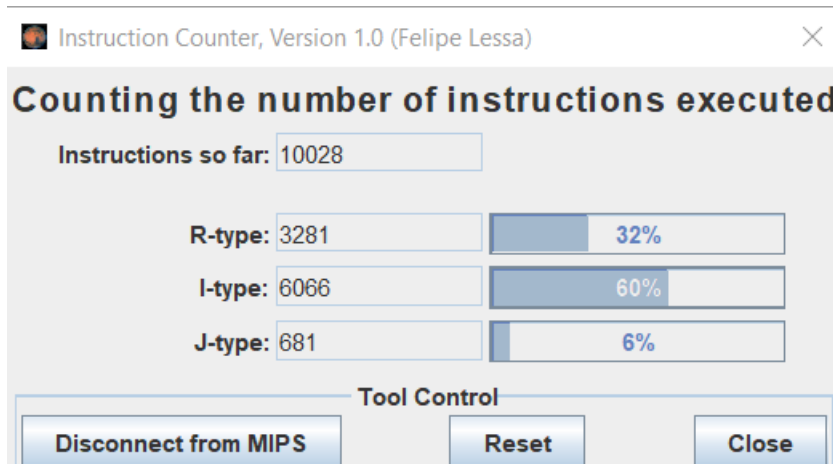 Instruction Counter, Version 1.0 (Felipe Lessa)
Counting the number of instructions executed
Instructions so far: 10028
R-type: 3281 32%
I-type: 6066 60%
J-type: 681 6%
Tool Control
Disconnect from MIPS Reset Close